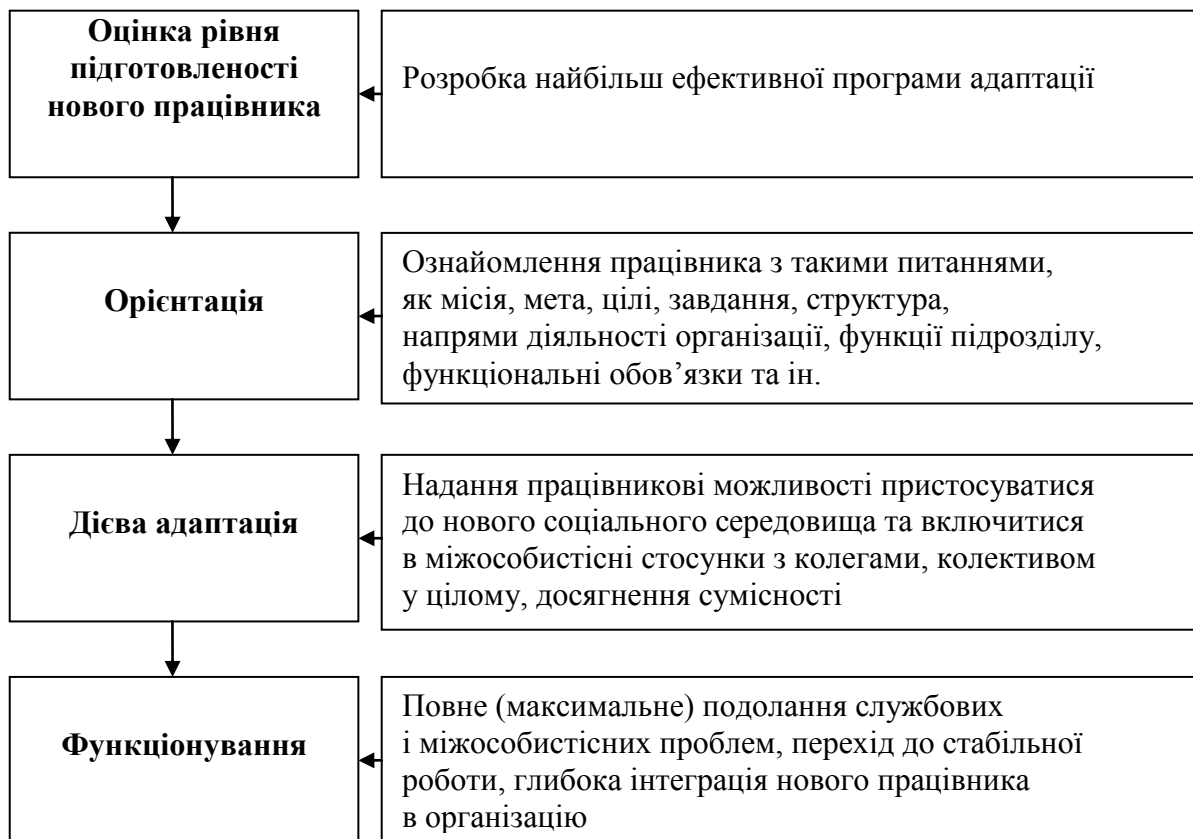 Оцінка рівня
підготовленості
нового працівника
Розробка найбільш ефективної програми адаптації
Орієнтація
Ознайомлення працівника з такими питаннями,
як місія, мета, цілі, завдання, структура,
напрями діяльності організації, функції підрозділу,
функціональні обов’язки та ін.
Дієва адаптація
Надання працівникові можливості пристосуватися
до нового соціального середовища та включитися
в міжособистісні стосунки з колегами, колективом
у цілому, досягнення сумісності
Функціонування
Повне (максимальне) подолання службових
і міжособистісних проблем, перехід до стабільної
роботи, глибока інтеграція нового працівника
в організацію